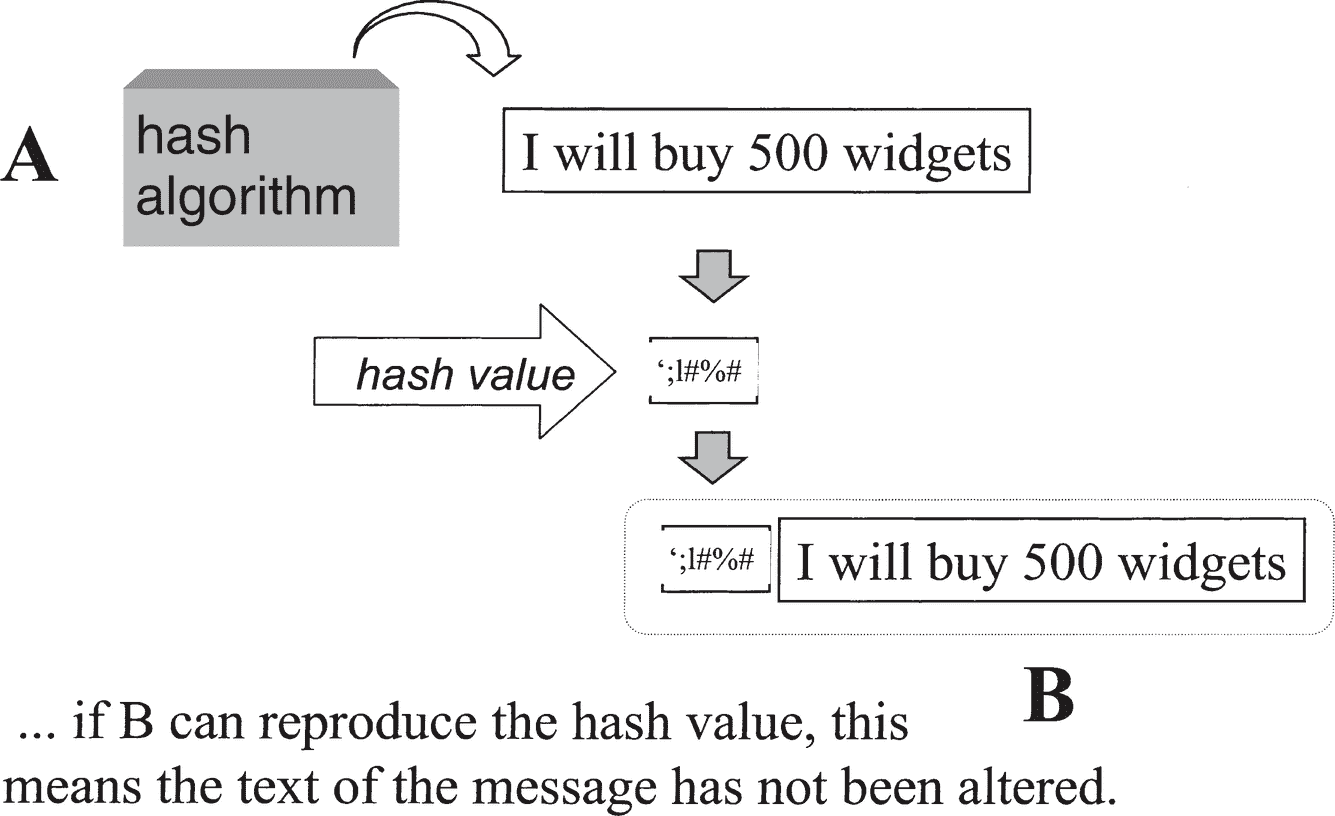 A
hash
algorithm
I will buy 500 widgets
hash value
‘;l#%#
‘;l#%#
I will buy 500 widgets
B
... if B can reproduce the hash value, this
means the text of the message has not been altered.